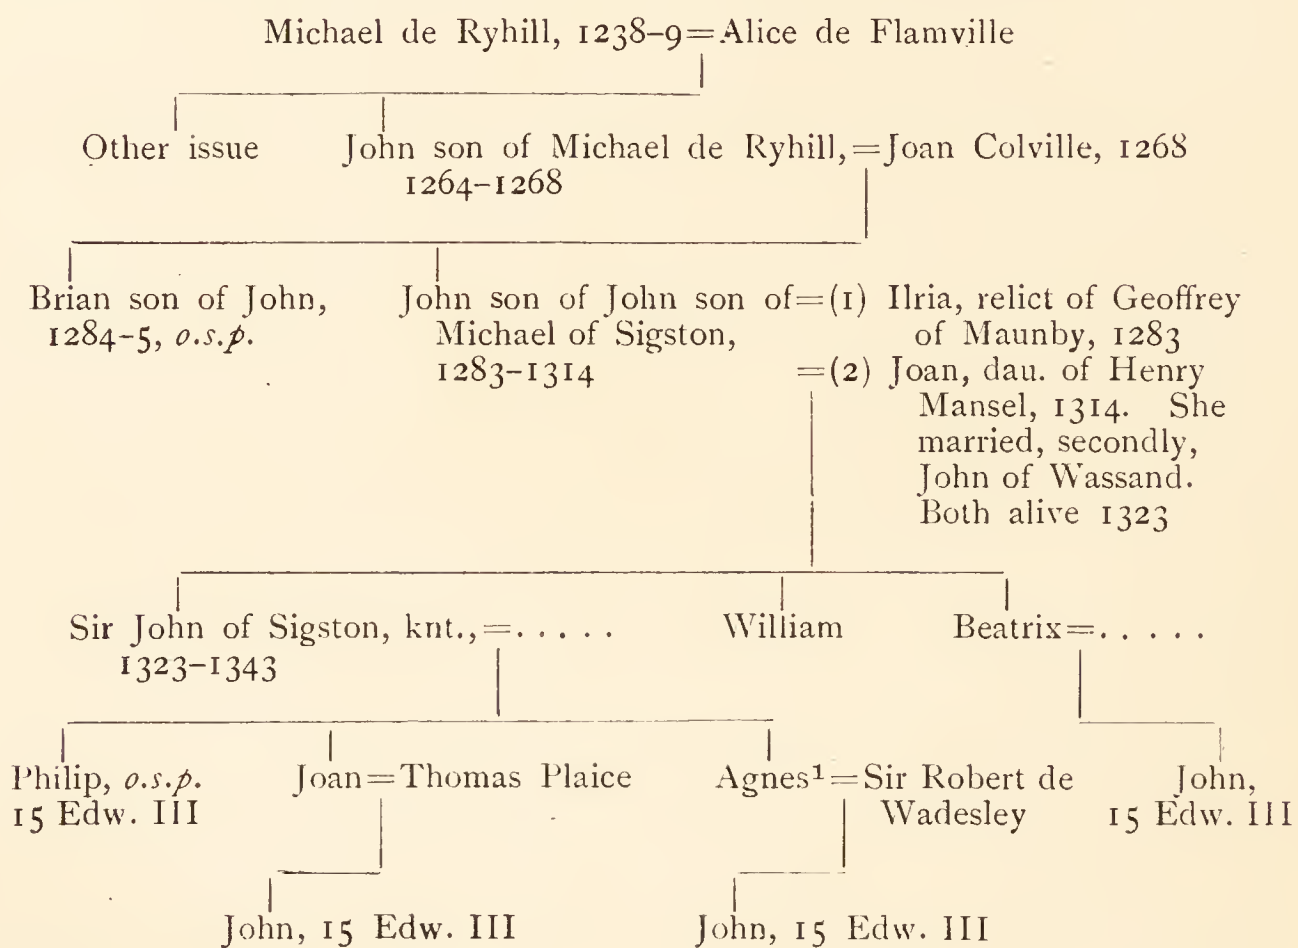 Michael de Ryhill, 1238–9=Alice de Flamville
Other issue
John son of Michael de Ryhill,=Joan Colville, 1268
1264–1268
Brian son of John,
1284–5, o.s.p.
John son of John son of=(1) Ilria, relict of Geoffrey
Michael of Sigston,
1283–1314
of Maunby, 1283
=(2) Joan, dau. of Henry
Mansel, 1314. She
married, secondly,
John of Wassand.
Both alive 1323
Sir John of Sigston, knt.,=.....
1323–1343
William
Beatrix=.....
Philip, o.s.p.
15 Edw. III
Joan=Thomas Plaice
Agnes¹=Sir Robert de
Wadesley
John,
15 Edw. III
John, 15 Edw. III
John, 15 Edw. III